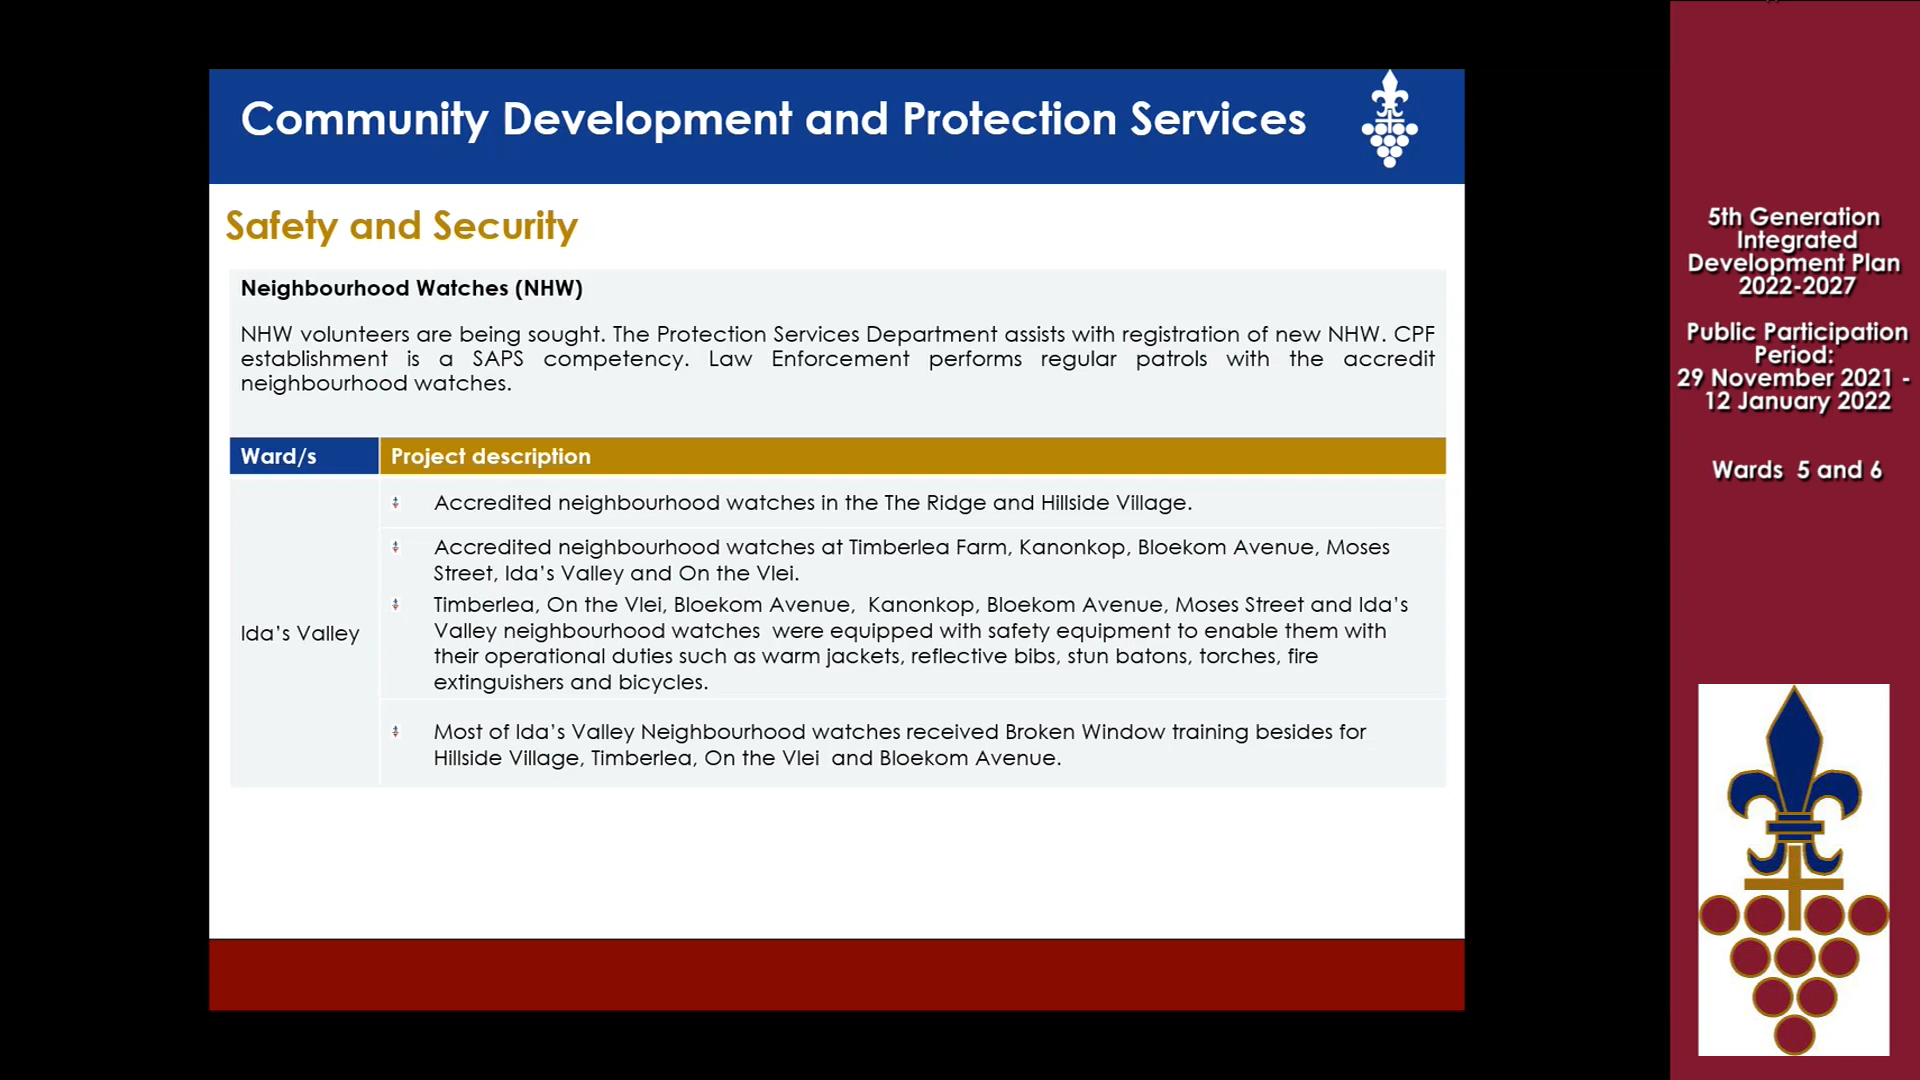 Community Development and Protection Services
Safety and Security
Neighbourhood Watches (NHW)
NHW volunteers are being sought. The Protection Services Department assists with registration of new NHW. CPF
establishment is a SAPS competency. Law Enforcement performs regular patrols with the accredit
neighbourhood watches.
Ward/s
Project description
Ida's Valley
Accredited neighbourhood watches in the The Ridge and Hillside Village.
Accredited neighbourhood watches at Timberlea Farm, Kanonkop, Bloekom Avenue, Moses
Street, Ida's Valley and On the Vlei.
Timberlea, On the Vlei, Bloekom Avenue, Kanonkop, Bloekom Avenue, Moses Street and Ida's
Valley neighbourhood watches were equipped with safety equipment to enable them with
their operational duties such as warm jackets, reflective bibs, stun batons, torches, fire
extinguishers and bicycles.
Most of Ida's Valley Neighbourhood watches received Broken Window training besides for
Hillside Village, Timberlea, On the Vlei and Bloekom Avenue.
5th Generation
Integrated
Development Plan
2022-2027
Public Participation
Period:
29 November 2021 -
12 January 2022
Wards 5 and 6